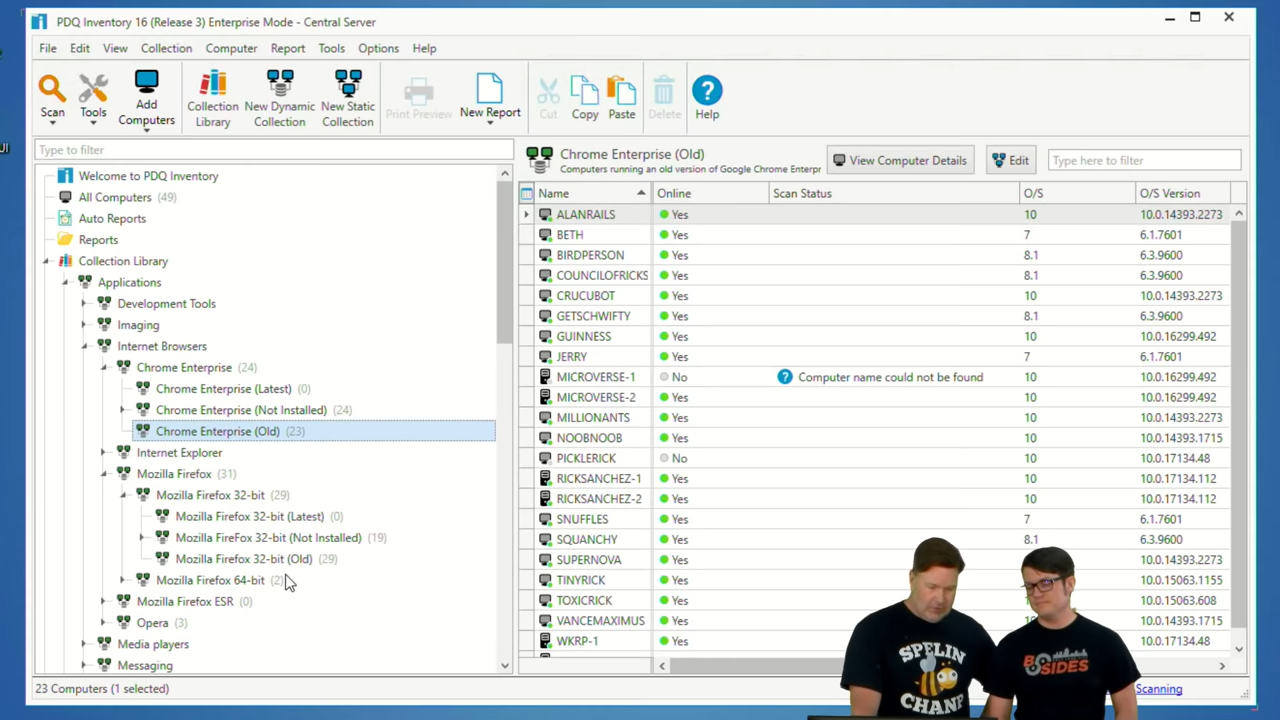 PDQ Inventory 16 (Release 3) Enterprise Mode - Central Server
File Edit View Collection Computer Report Tools Options Help
Scan
Tools
Add Computers
Collection Library
New Dynamic Collection
New Static Collection
Print Preview
New Report
Cut
Copy
Paste
Delete
Help
Type to filter
Welcome to PDQ Inventory
All Computers (49)
Auto Reports
Reports
Collection Library
Applications
Development Tools
Imaging
Internet Browsers
Chrome Enterprise (24)
Chrome Enterprise (Latest) (0)
Chrome Enterprise (Not Installed) (24)
Chrome Enterprise (Old) (23)
Internet Explorer
Mozilla Firefox (31)
Mozilla Firefox 32-bit (29)
Mozilla Firefox 32-bit (Latest) (0)
Mozilla Firefox 32-bit (Not Installed) (19)
Mozilla Firefox 32-bit (Old) (29)
Mozilla Firefox 64-bit (2)
Mozilla Firefox ESR (0)
Opera (3)
Media players
Messaging
Chrome Enterprise (Old)
Computers running an old version of Google Chrome Enterpr
View Computer Details
Edit
Type here to filter
Name Online Scan Status O/S O/S Version
ALANRAILS Yes 10 10.0.14393.2273
BETH Yes 7 6.1.7601
BIRDPERSON Yes 8.1 6.3.9600
COUNCILOFRICKS Yes 8.1 6.3.9600
CRUCUBOT Yes 10 10.0.14393.2273
GETSCHWIFTY Yes 8.1 6.3.9600
GUINNESS Yes 10 10.0.16299.492
JERRY Yes 7 6.1.7601
MICROVERSE-1 No Computer name could not be found 10 10.0.16299.492
MICROVERSE-2 Yes 10 10.0.16299.492
MILLIONANTS Yes 10 10.0.14393.2273
NOOBNOOB Yes 10 10.0.14393.1715
PICKLERICK No 10 10.0.17134.48
RICKSANCHEZ-1 Yes 10 10.0.17134.112
RICKSANCHEZ-2 Yes 10 10.0.17134.112
SNUFFLES Yes 7 6.1.7601
SQUANCHY Yes 8.1 6.3.9600
SUPERNOVA Yes 10 10.0.14393.2273
TINYRICK Yes 10 10.0.15063.1155
TOXICRICK Yes 10.0.15063.608
VANCEMAXIMUS Yes 10.0.14393.1715
WKRP-1 Yes 10.0.17134.48
23 Computers (1 selected)
Scanning
SPELIN
CHANP
BSIDES
UI